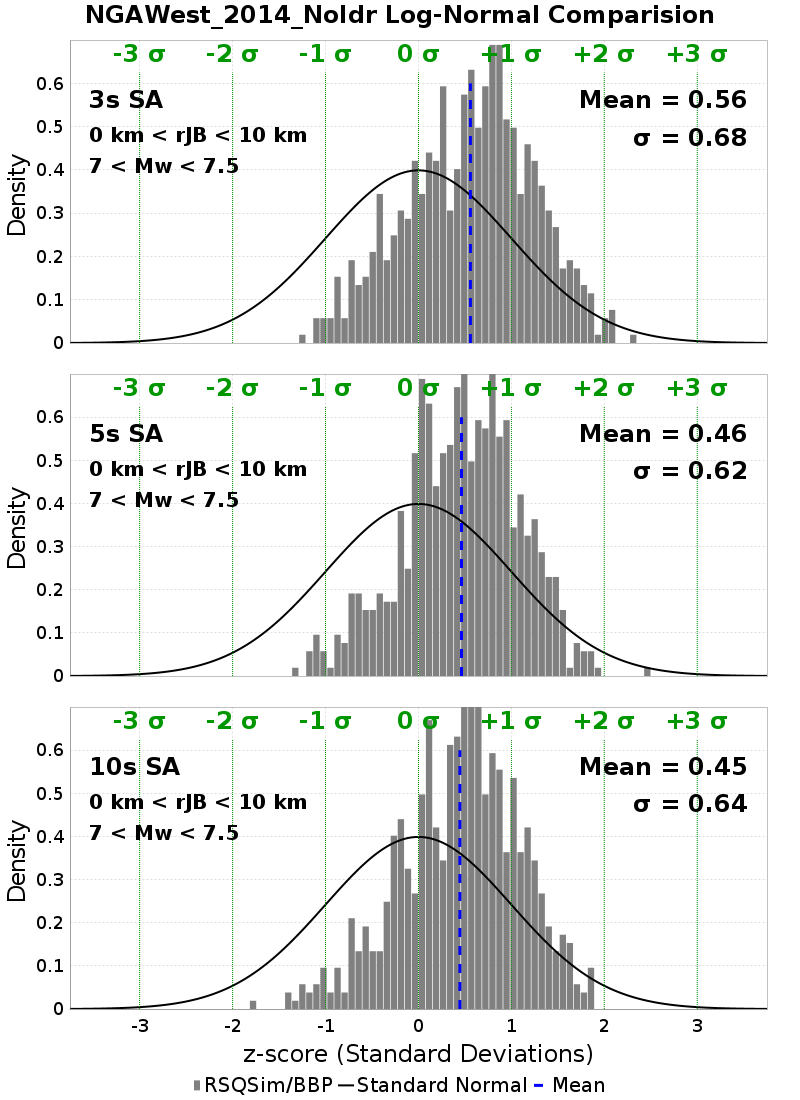 NGAWest_2014_NoIdr Log-Normal Comparision
-3 σ -2 σ -1 σ 0 σ +1 σ +2 σ +3 σ
3s SA
Mean = 0.56
0 km < rJB < 10 km
σ = 0.68
7 < Mw < 7.5
Density
0.6
0.5
0.4
0.3
0.2
0.1
0
-3 σ -2 σ -1 σ 0 σ +1 σ +2 σ +3 σ
5s SA
Mean = 0.46
0 km < rJB < 10 km
σ = 0.62
7 < Mw < 7.5
Density
0.6
0.5
0.4
0.3
0.2
0.1
0
-3 σ -2 σ -1 σ 0 σ +1 σ +2 σ +3 σ
10s SA
Mean = 0.45
0 km < rJB < 10 km
σ = 0.64
7 < Mw < 7.5
Density
0.6
0.5
0.4
0.3
0.2
0.1
0
-3 -2 -1 0 1 2 3
z-score (Standard Deviations)
RSQSim/BBP Standard Normal Mean